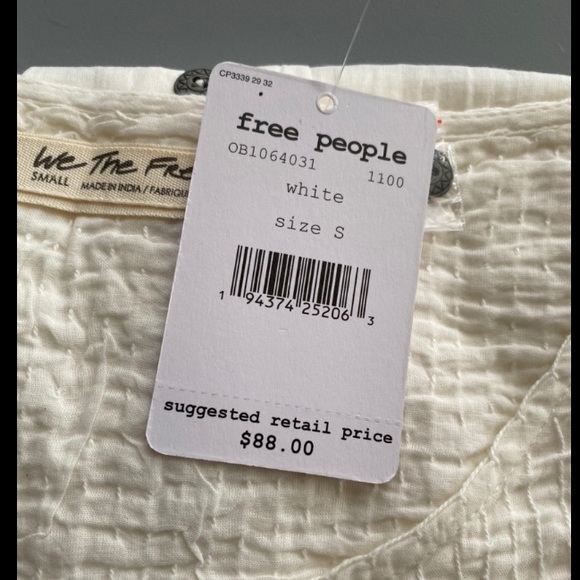 CP3339 29 32
free people
OB1064031 1100
white
size S
1 94374 25206 3
suggested retail price
$88.00
We The Fre
SMALL MADE IN INDIA / FABRIQU